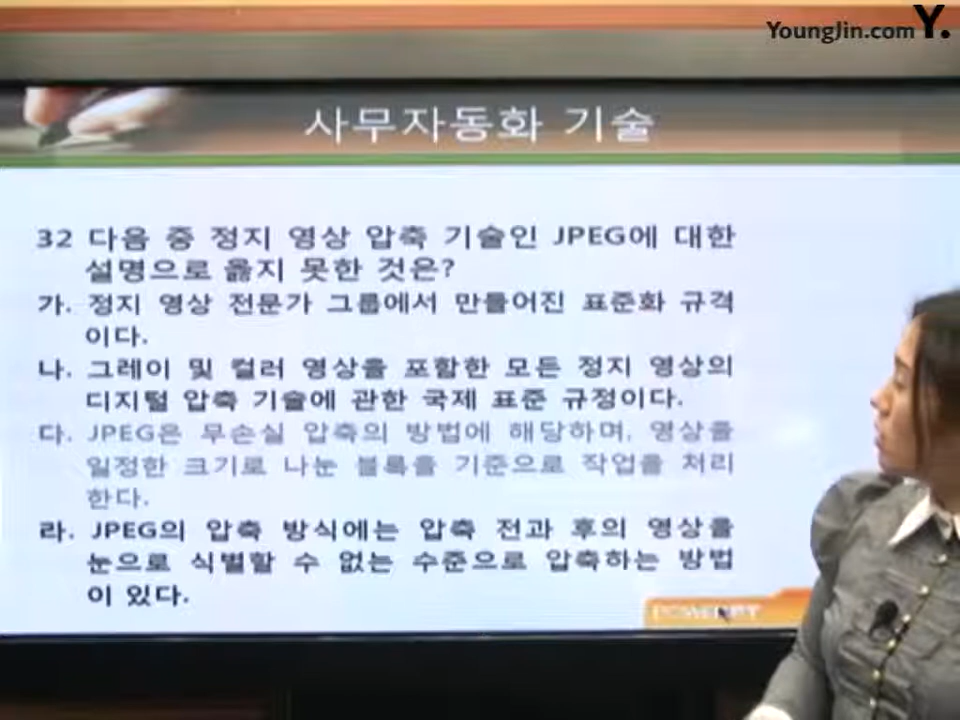 YoungJin.com Y.
사무자동화 기술
32 다음 중 정지 영상 압축 기술인 JPEG에 대한
설명으로 옳지 못한 것은?
가. 정지 영상 전문가 그룹에서 만들어진 표준화 규격
이다.
나. 그레이 및 컬러 영상을 포함한 모든 정지 영상의
디지털 압축 기술에 관한 국제 표준 규정이다.
다. JPEG은 무손실 압축의 방법에 해당하며, 영상을
일정한 크기로 나눈 블록을 기준으로 작업을 처리
한다.
라. JPEG의 압축 방식에는 압축 전과 후의 영상을
눈으로 식별할 수 없는 수준으로 압축하는 방법
이 있다.